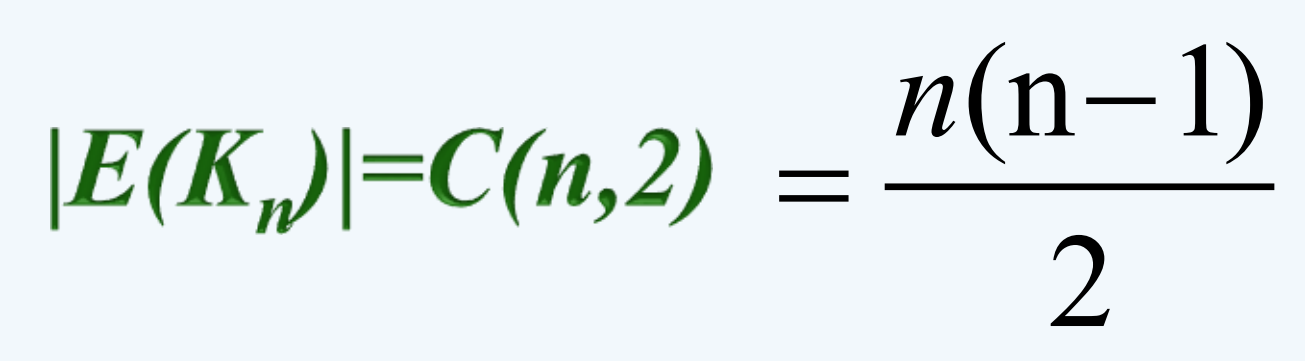 |E(Kₙ)|=C(n,2) = n(n−1)/2